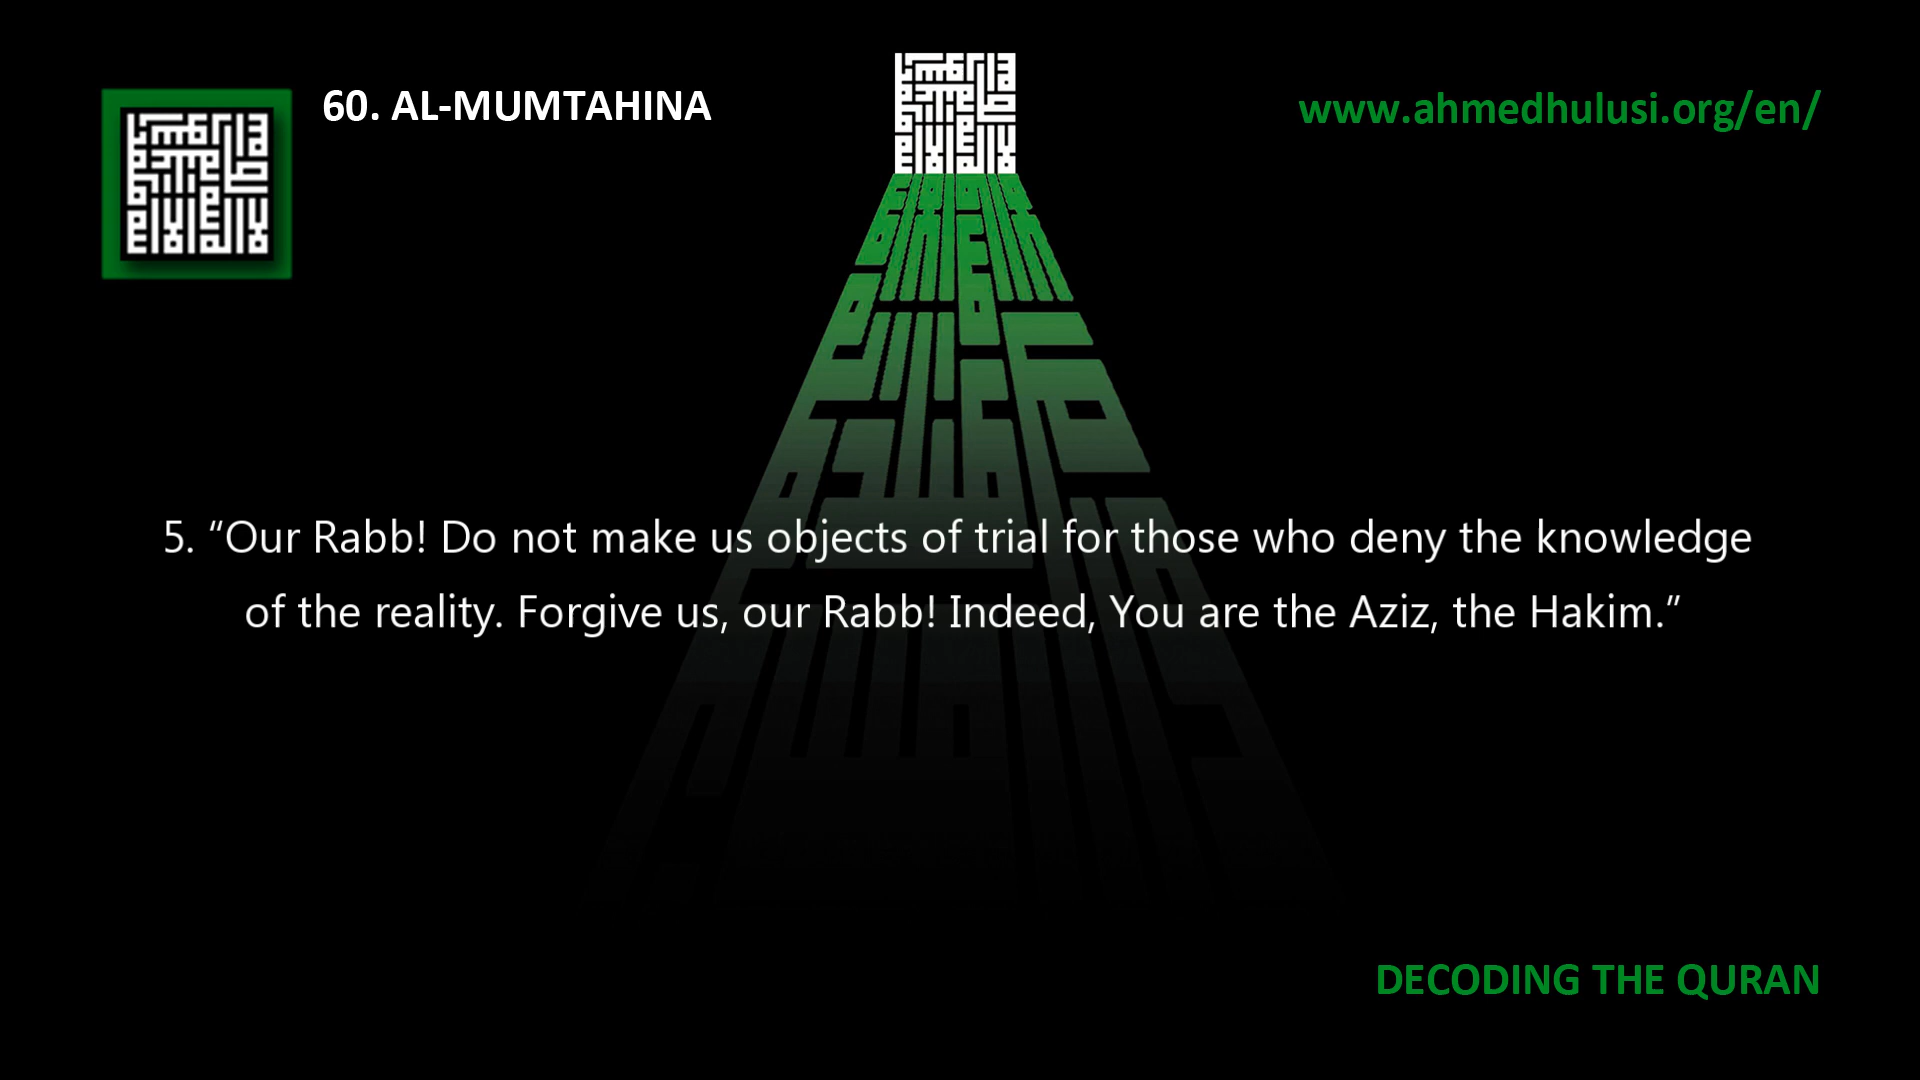 60. AL-MUMTAHINA
www.ahmedhulusi.org/en/
5. “Our Rabb! Do not make us objects of trial for those who deny the knowledge
of the reality. Forgive us, our Rabb! Indeed, You are the Aziz, the Hakim.”
DECODING THE QURAN